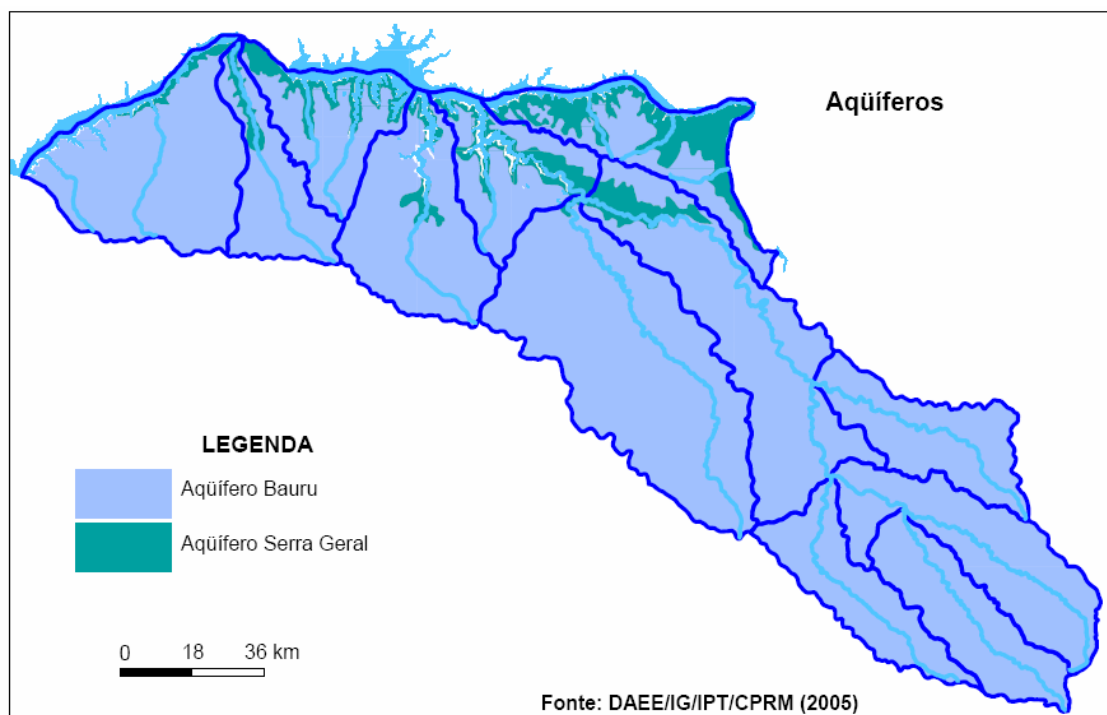 Aqüíferos
LEGENDA
Aqüífero Bauru
Aqüífero Serra Geral
0 18 36 km
Fonte: DAEE/IG/IPT/CPRM (2005)